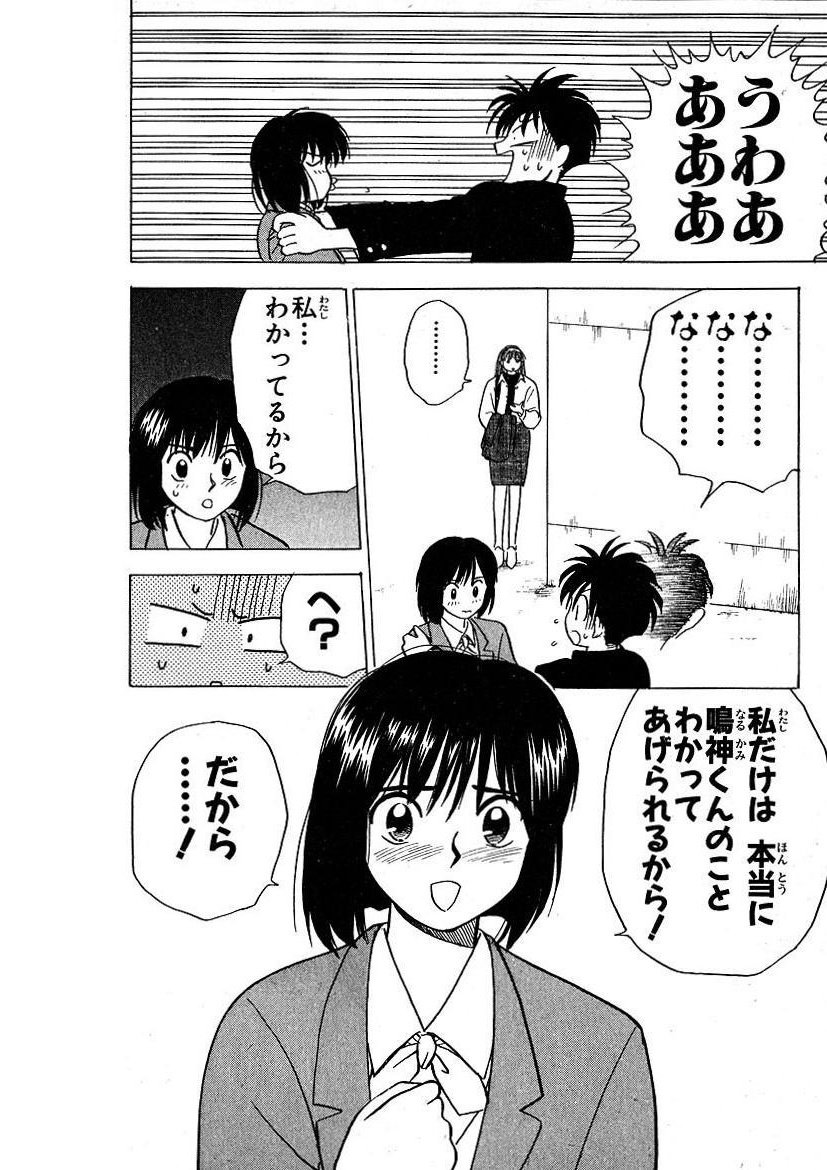 うわあ
あああ
な………
な………
な………
………
私…
わかってるから
へ?
私だけは 本当に
鳴神くんのこと
わかって
あげられるから!
だから
……!